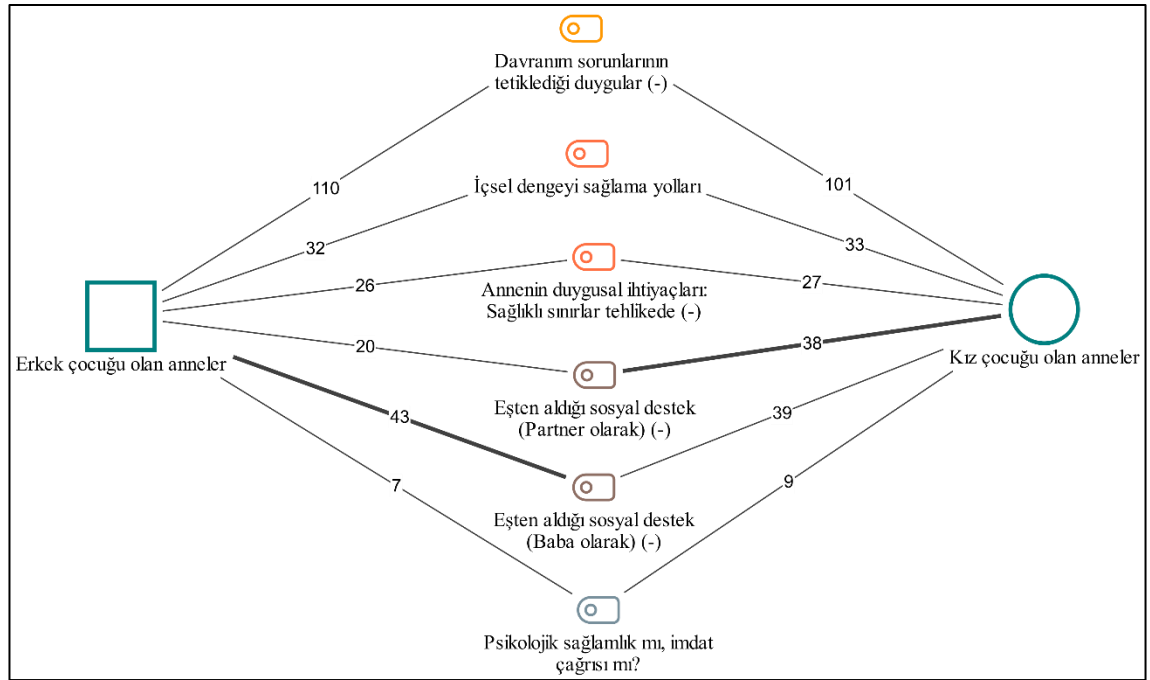 Davranım sorunlarının
tetiklediği duygular (-)
110
101
İçsel dengeyi sağlama yolları
32
33
26
27
Annenin duygusal ihtiyaçları:
Sağlıklı sınırlar tehlikede (-)
Erkek çocuğu olan anneler
Kız çocuğu olan anneler
20
38
Eşten aldığı sosyal destek
(Partner olarak) (-)
43
39
Eşten aldığı sosyal destek
(Baba olarak) (-)
7
9
Psikolojik sağlamlık mı, imdat
çağrısı mı?